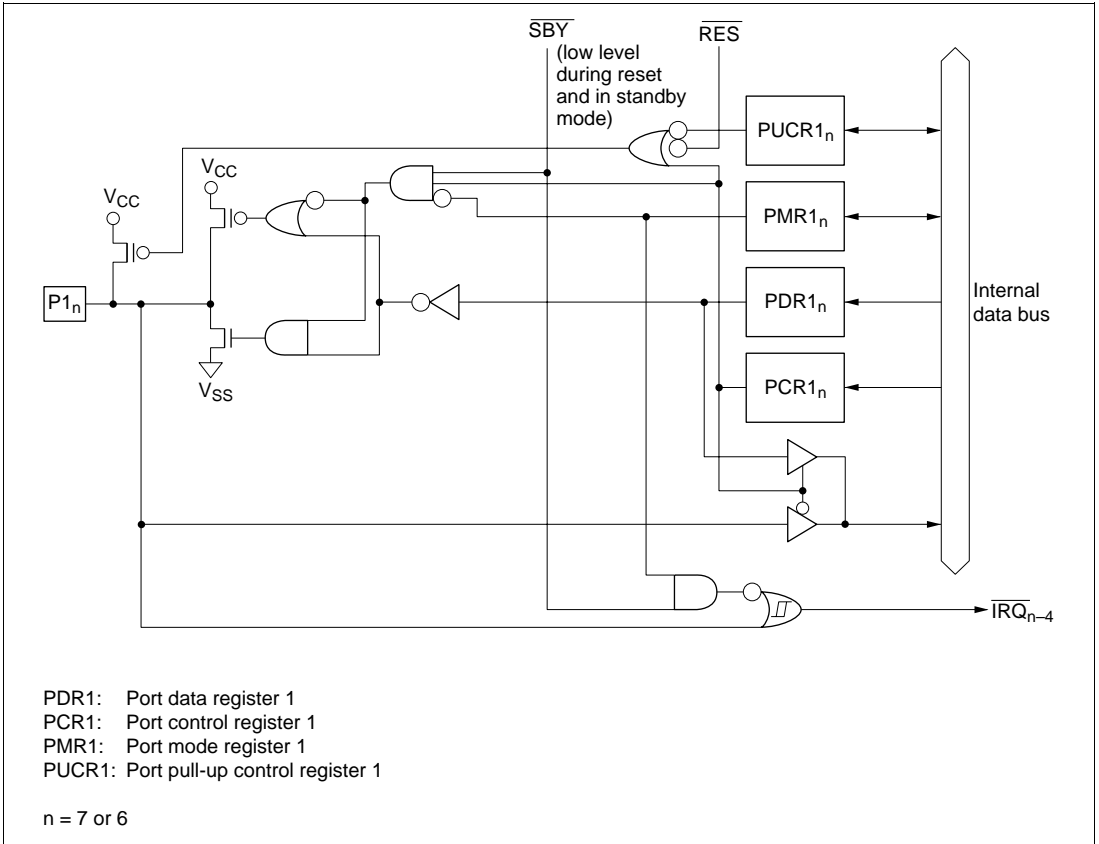 SBY
(low level
during reset
and in standby
mode)
RES
PUCR1n
VCC
VCC
PMR1n
P1n
PDR1n
Internal
data bus
VSS
PCR1n
IRQn–4
PDR1: Port data register 1
PCR1: Port control register 1
PMR1: Port mode register 1
PUCR1: Port pull-up control register 1
n = 7 or 6